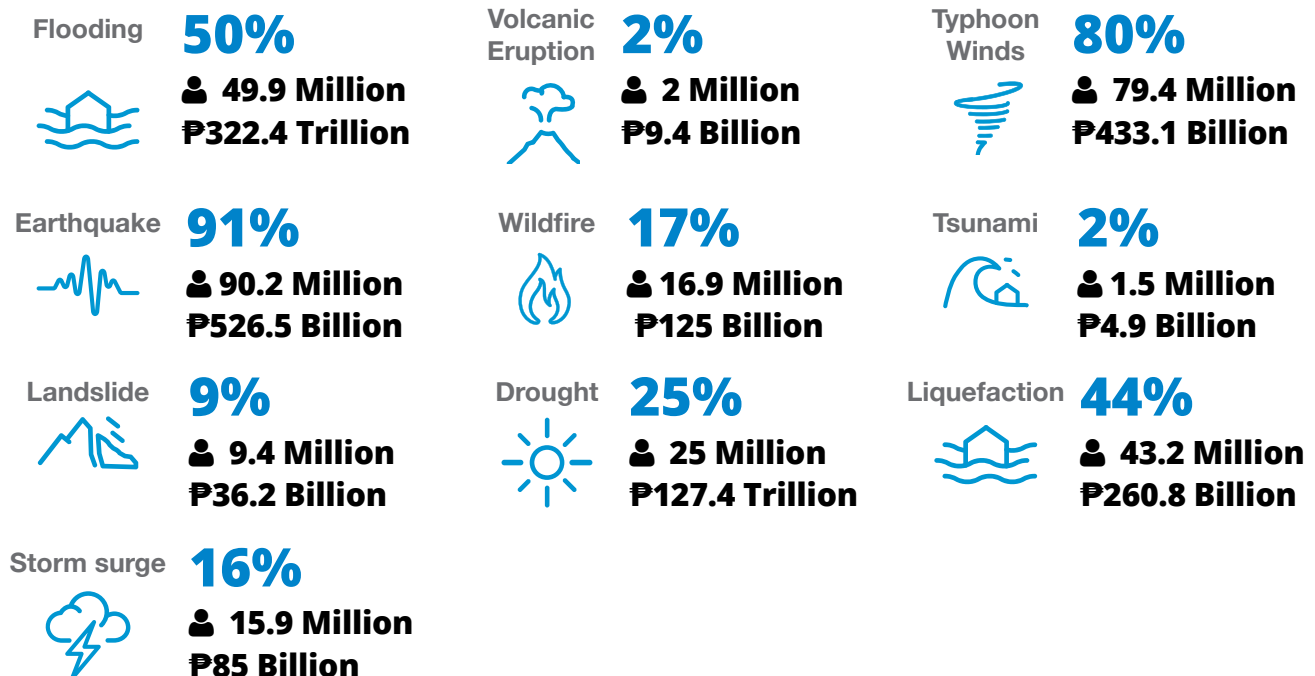 Flooding
50%
49.9 Million
₱322.4 Trillion
Volcanic
Eruption
2%
2 Million
₱9.4 Billion
Typhoon
Winds
80%
79.4 Million
₱433.1 Billion
Earthquake
91%
90.2 Million
₱526.5 Billion
Wildfire
17%
16.9 Million
₱125 Billion
Tsunami
2%
1.5 Million
₱4.9 Billion
Landslide
9%
9.4 Million
₱36.2 Billion
Drought
25%
25 Million
₱127.4 Trillion
Liquefaction
44%
43.2 Million
₱260.8 Billion
Storm surge
16%
15.9 Million
₱85 Billion